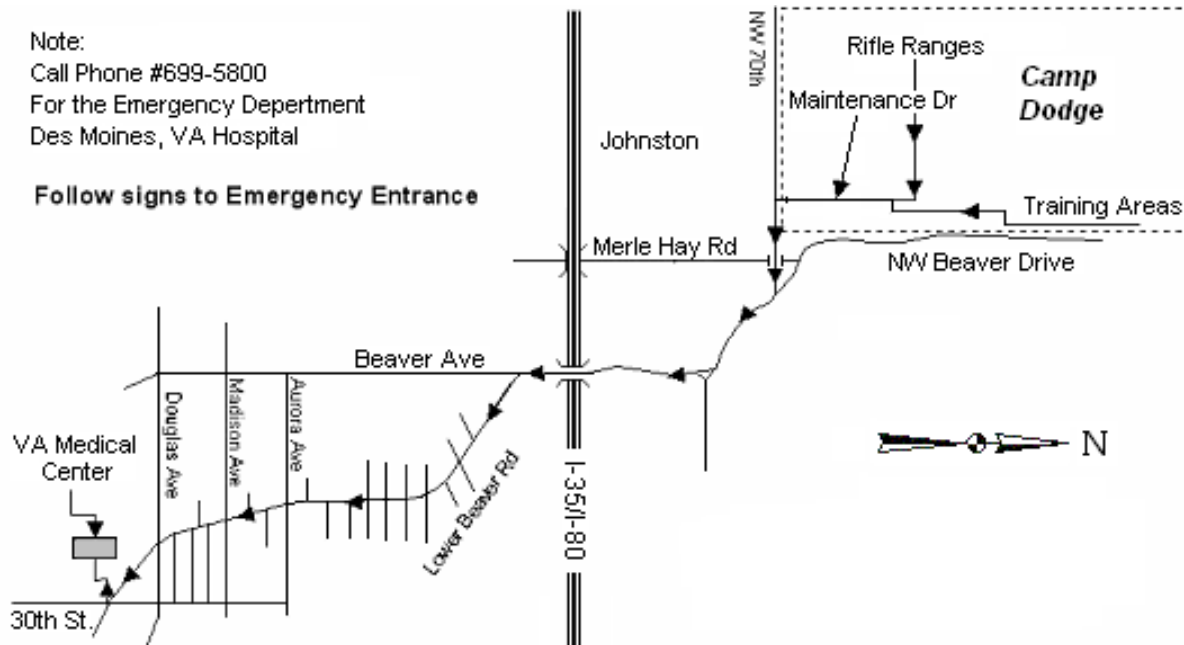 Note:
Call Phone #699-5800
For the Emergency Depertment
Des Moines, VA Hospital
Follow signs to Emergency Entrance
NW 70th
Rifle Ranges
Maintenance Dr
Camp
Dodge
Johnston
Training Areas
Merle Hay Rd
NW Beaver Drive
Beaver Ave
Douglas Ave
Madison Ave
Aurora Ave
Lower Beaver Rd
I-35/I-80
N
VA Medical
Center
30th St.